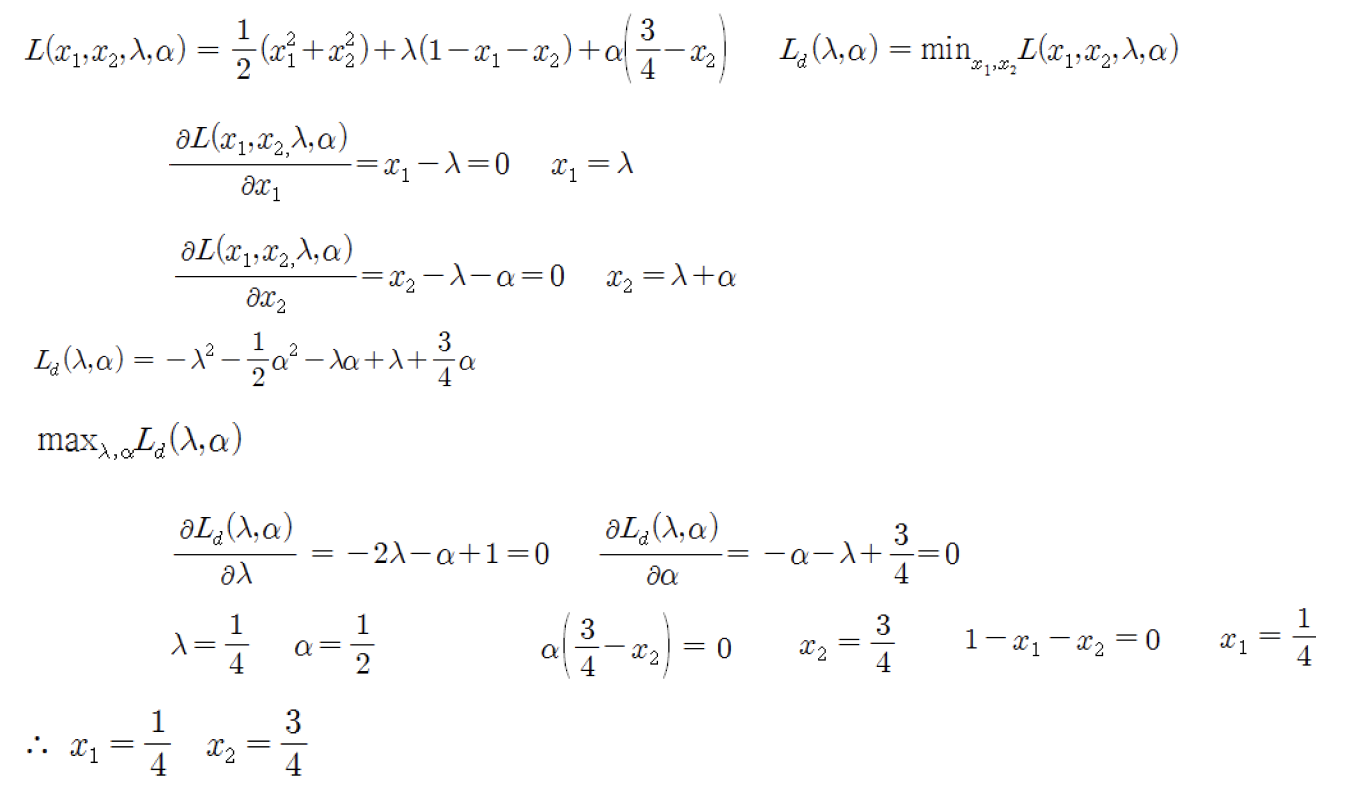 L(x₁,x₂,λ,α) = 1/2(x₁²+x₂²)+λ(1−x₁−x₂)+α(3/4−x₂) L_d(λ,α) = min_{x₁,x₂}L(x₁,x₂,λ,α)
∂L(x₁,x₂,λ,α)/∂x₁ = x₁−λ=0 x₁ = λ
∂L(x₁,x₂,λ,α)/∂x₂ = x₂−λ−α=0 x₂ = λ+α
L_d(λ,α) = −λ²−1/2α²−λα+λ+3/4α
max_{λ,α}L_d(λ,α)
∂L_d(λ,α)/∂λ = −2λ−α+1=0 ∂L_d(λ,α)/∂α = −α−λ+3/4=0
λ=1/4 α=1/2 α(3/4−x₂) = 0 x₂ = 3/4 1−x₁−x₂ =0 x₁ = 1/4
∴ x₁ = 1/4 x₂ = 3/4